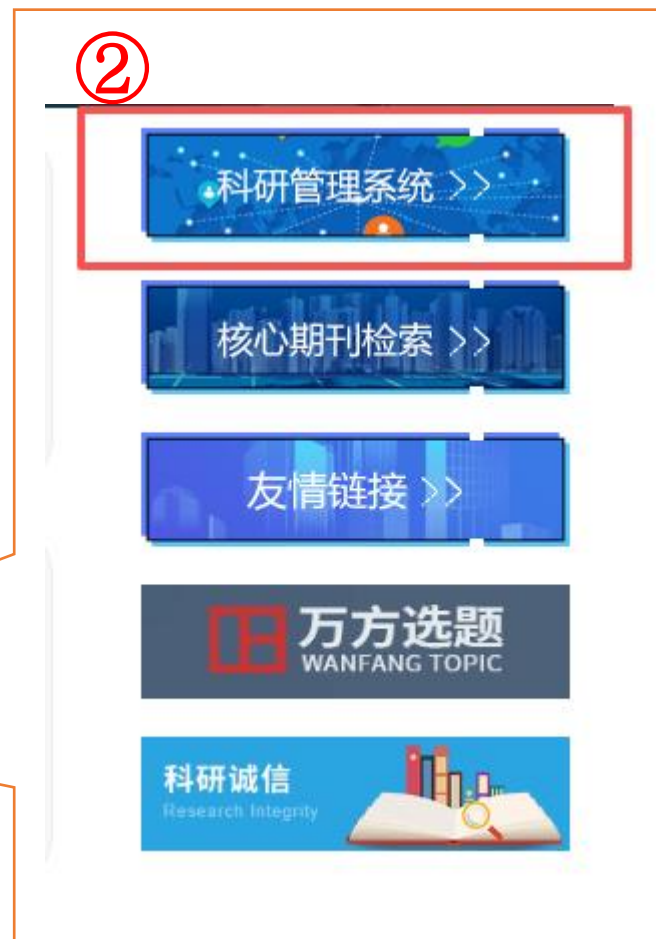 ②
科研管理系统 >>
核心期刊检索 >>
友情链接 >>
万方选题
WANFANG TOPIC
科研诚信
Research Integrity